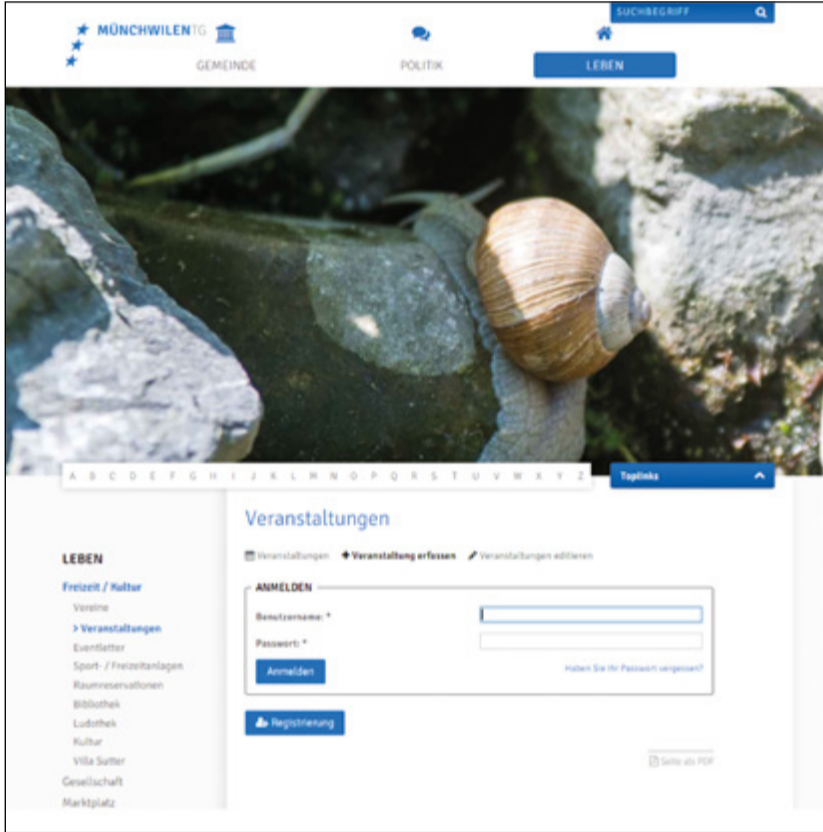 SUCHBEGRIFF
MÜNCHWILENTG
GEMEINDE
POLITIK
LEBEN
A B C D E F G H I J K L M N O P Q R S T U V W X Y Z
Toplinks
Veranstaltungen
Veranstaltungen Veranstaltung erfassen Veranstaltungen editieren
LEBEN
Freizeit / Kultur
Vereine
> Veranstaltungen
Eventletter
Sport- / Freizeitanlagen
Raumreservationen
Bibliothek
Ludothek
Kultur
Villa Sutter
Gesellschaft
Marktplatz
ANMELDEN
Benutzername: *
Passwort: *
Anmelden
Haben Sie Ihr Passwort vergessen?
Registrierung
Seite als PDF